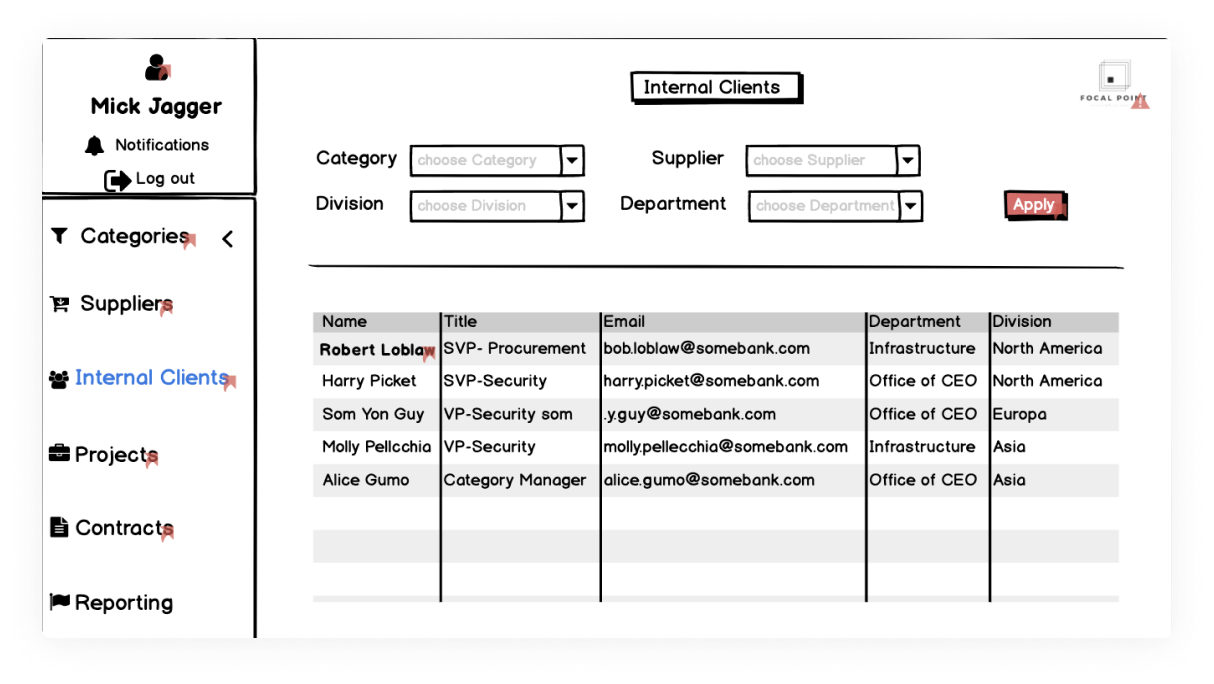 Mick Jagger
Notifications
Log out
Categories
Suppliers
Internal Clients
Projects
Contracts
Reporting
Internal Clients
FOCAL POINT
Category choose Category Supplier choose Supplier
Division choose Division Department choose Department Apply
Name Title Email Department Division
Robert Loblaw SVP- Procurement bob.loblaw@somebank.com Infrastructure North America
Harry Picket SVP-Security harry.picket@somebank.com Office of CEO North America
Som Yon Guy VP-Security som .y.guy@somebank.com Office of CEO Europa
Molly Pellcchia VP-Security molly.pellecchia@somebank.com Infrastructure Asia
Alice Gumo Category Manager alice.gumo@somebank.com Office of CEO Asia